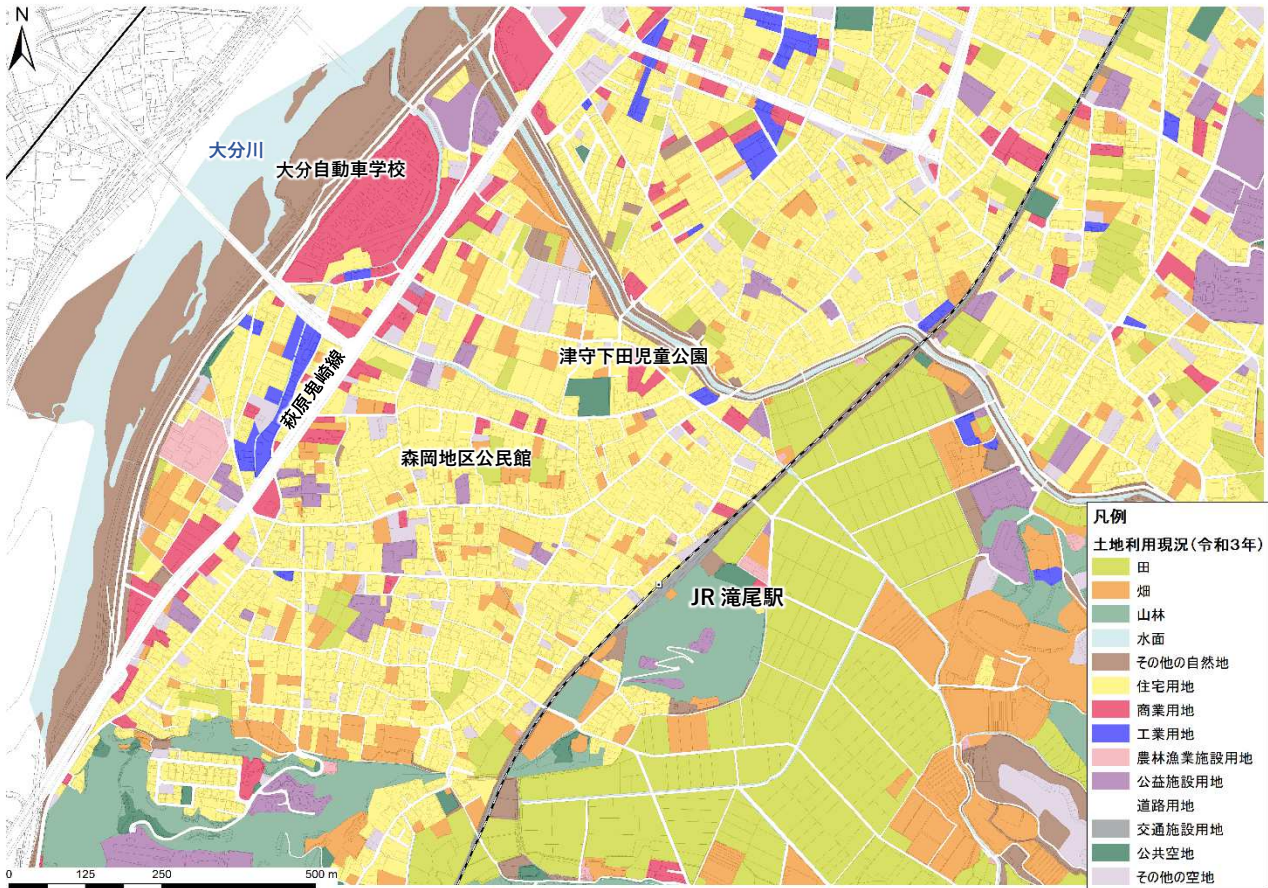 N
大分川
大分自動車学校
萩原鬼崎線
津守下田児童公園
森岡地区公民館
JR 滝尾駅
凡例
土地利用現況(令和3年)
田
畑
山林
水面
その他の自然地
住宅用地
商業用地
工業用地
農林漁業施設用地
公益施設用地
道路用地
交通施設用地
公共空地
その他の空地
0 125 250 500 m